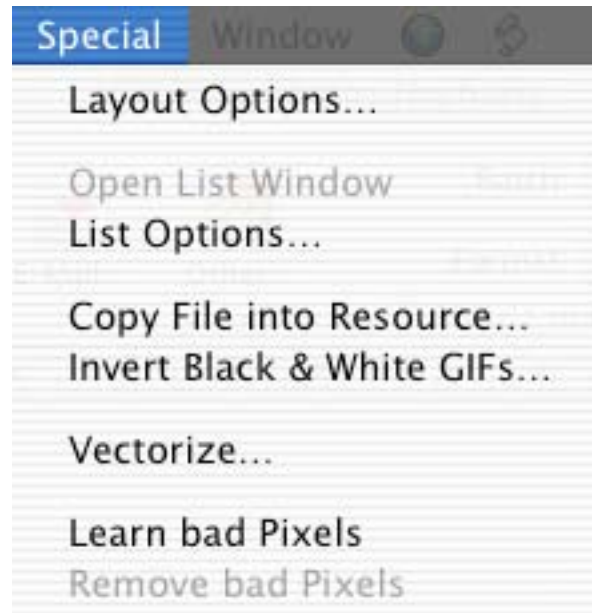 Special Window
Layout Options...
Open List Window
List Options...
Copy File into Resource...
Invert Black & White GIFs...
Vectorize...
Learn bad Pixels
Remove bad Pixels